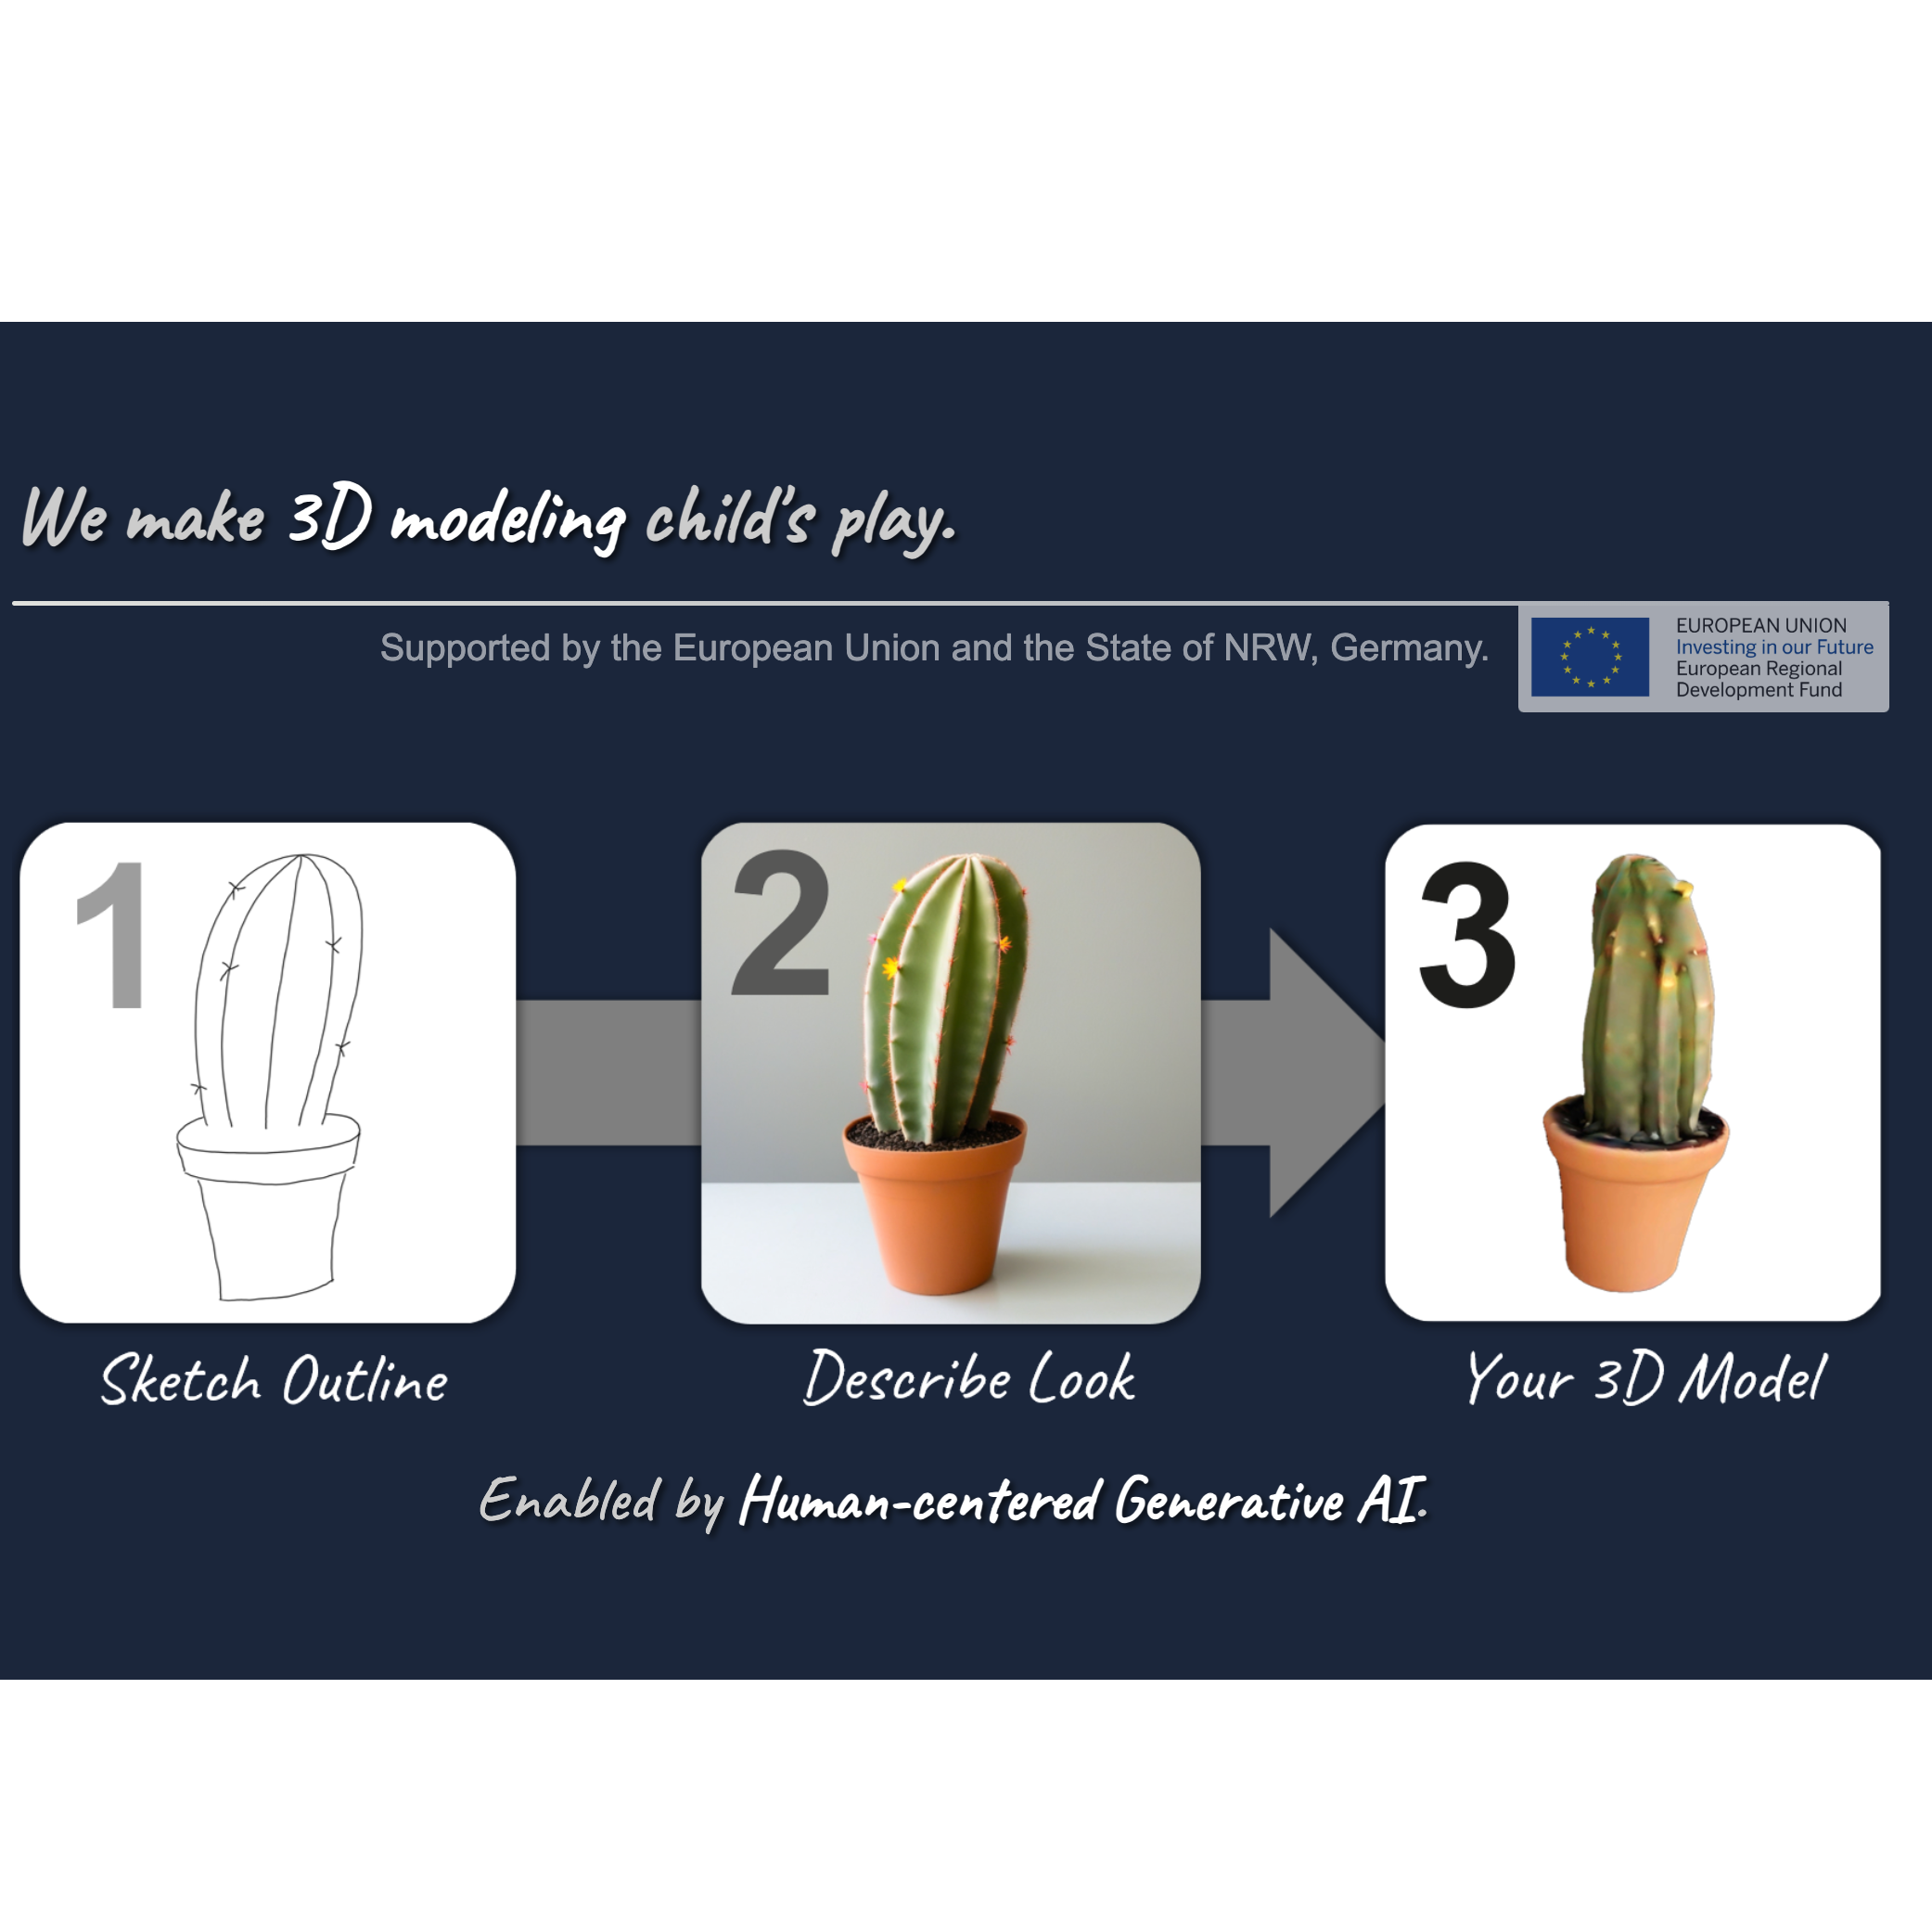 We make 3D modeling child's play.
Supported by the European Union and the State of NRW, Germany.
EUROPEAN UNION
Investing in our Future
European Regional
Development Fund
1
2
3
Sketch Outline
Describe Look
Your 3D Model
Enabled by Human-centered Generative AI.